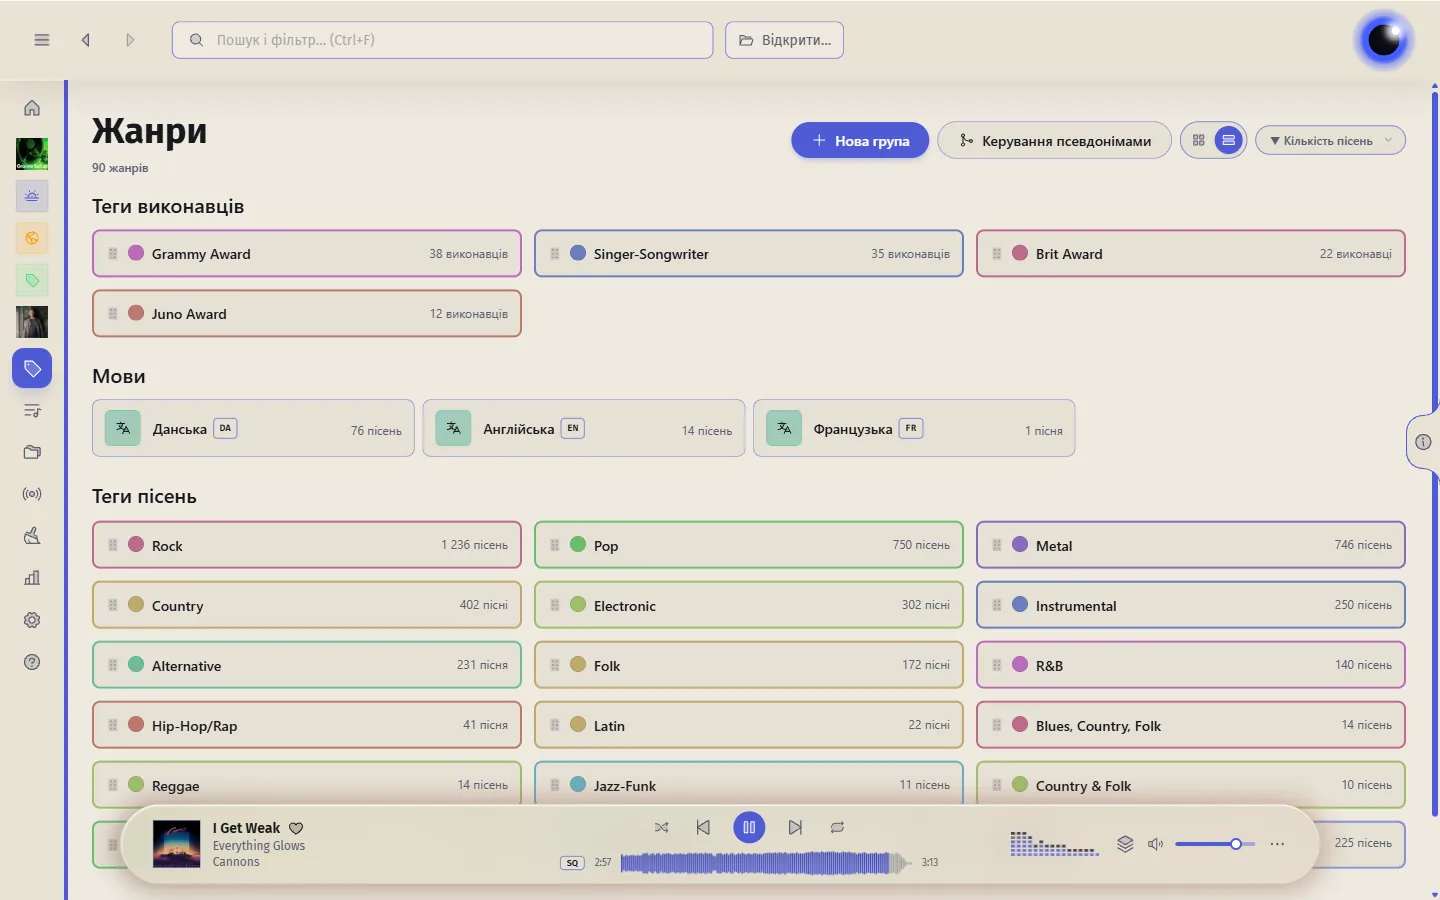 Пошук і фільтр... (Ctrl+F)
Відкрити...
Жанри
90 жанрів
Нова група
Керування псевдонімами
▼ Кількість пісень
Теги виконавців
Grammy Award
38 виконавців
Singer-Songwriter
35 виконавців
Brit Award
22 виконавці
Juno Award
12 виконавців
Мови
Данська DA
76 пісень
Англійська EN
14 пісень
Французька FR
1 пісня
Теги пісень
Rock
1 236 пісень
Pop
750 пісень
Metal
746 пісень
Country
402 пісні
Electronic
302 пісні
Instrumental
250 пісень
Alternative
231 пісня
Folk
172 пісні
R&B
140 пісень
Hip-Hop/Rap
41 пісня
Latin
22 пісні
Blues, Country, Folk
14 пісень
Reggae
14 пісень
Jazz-Funk
11 пісень
Country & Folk
10 пісень
225 пісень
I Get Weak
Everything Glows
Cannons
SQ
2:57
3:13